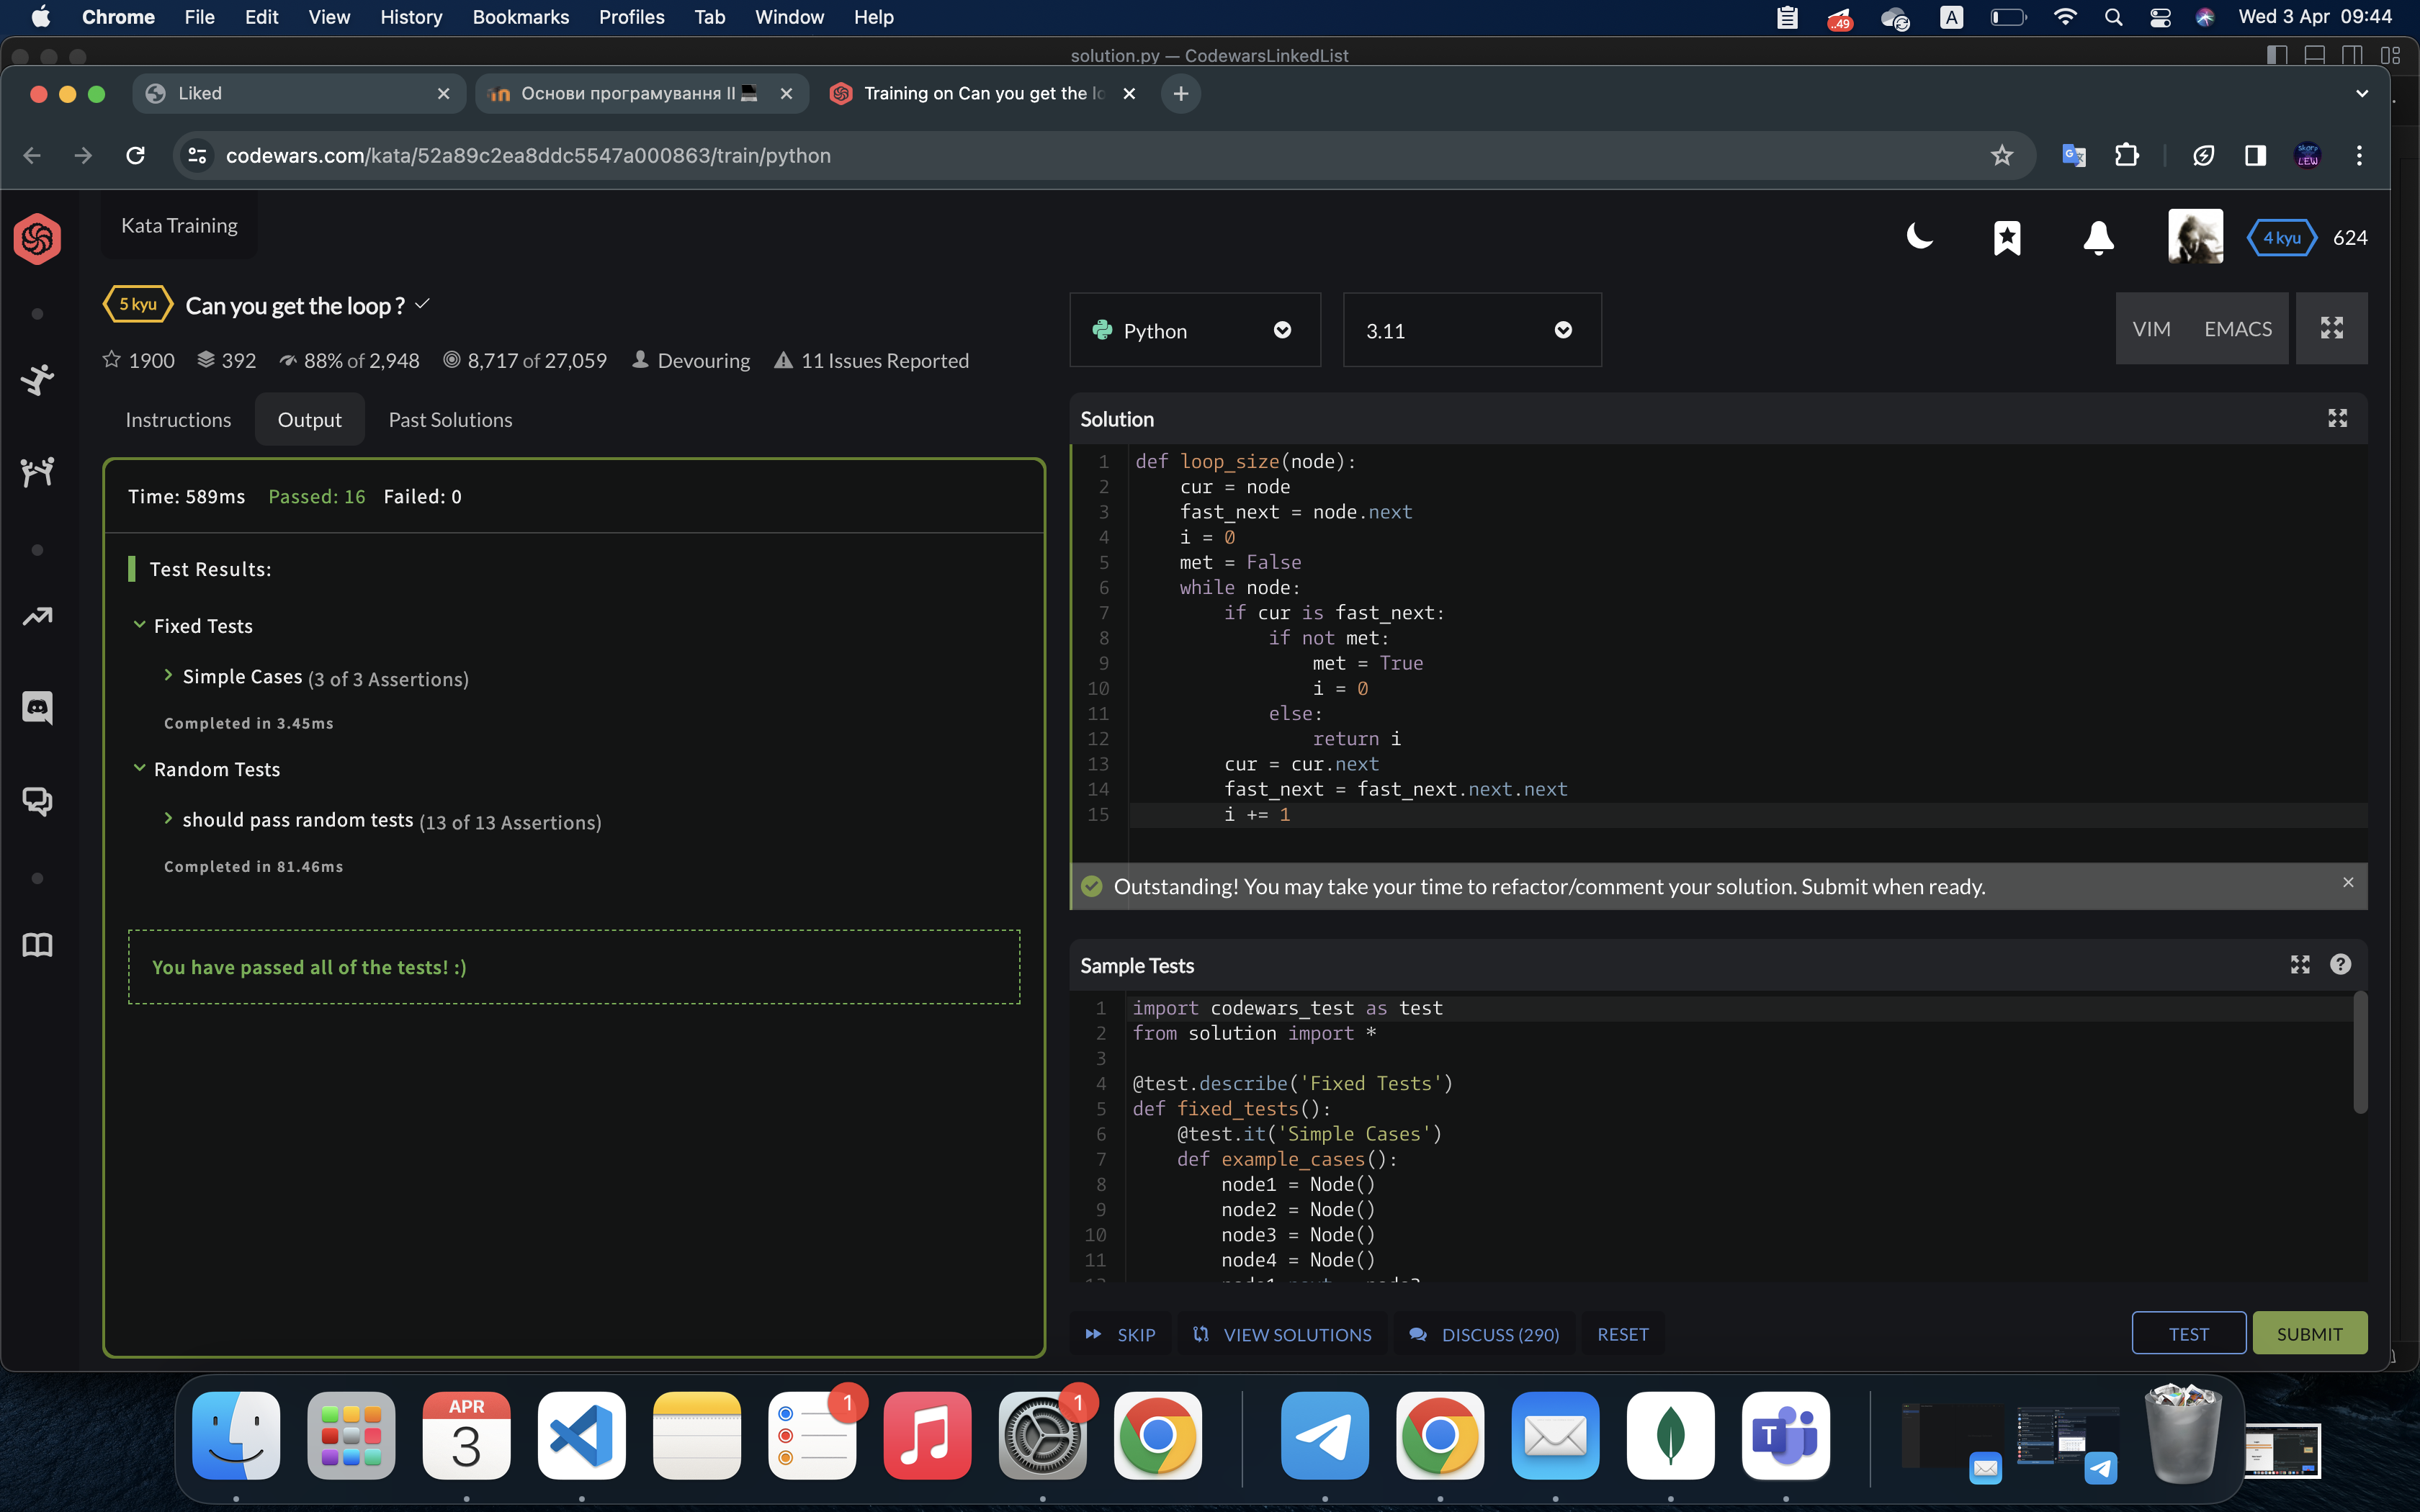 Chrome File Edit View History Bookmarks Profiles Tab Window Help
.49 A Wed 3 Apr 09:44
solution.py — CodewarsLinkedList
Liked
Основи програмування II
Training on Can you get the lo
codewars.com/kata/52a89c2ea8ddc5547a000863/train/python
Kata Training
4 kyu 624
5 kyu Can you get the loop ?
1900 392 88% of 2,948 8,717 of 27,059 Devouring 11 Issues Reported
Instructions Output Past Solutions
Time: 589ms Passed: 16 Failed: 0
Test Results:
Fixed Tests
Simple Cases (3 of 3 Assertions)
Completed in 3.45ms
Random Tests
should pass random tests (13 of 13 Assertions)
Completed in 81.46ms
You have passed all of the tests! :)
Python 3.11 VIM EMACS
Solution
1 def loop_size(node):
2 cur = node
3 fast_next = node.next
4 i = 0
5 met = False
6 while node:
7 if cur is fast_next:
8 if not met:
9 met = True
10 i = 0
11 else:
12 return i
13 cur = cur.next
14 fast_next = fast_next.next.next
15 i += 1
Outstanding! You may take your time to refactor/comment your solution. Submit when ready.
Sample Tests
1 import codewars_test as test
2 from solution import *
3
4 @test.describe('Fixed Tests')
5 def fixed_tests():
6 @test.it('Simple Cases')
7 def example_cases():
8 node1 = Node()
9 node2 = Node()
10 node3 = Node()
11 node4 = Node()
SKIP VIEW SOLUTIONS DISCUSS (290) RESET TEST SUBMIT
APR
3
1
1
T